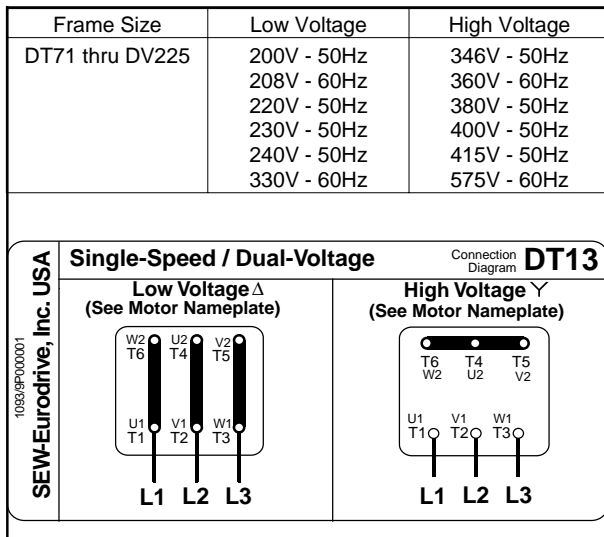 Frame Size Low Voltage High Voltage
DT71 thru DV225 200V - 50Hz 346V - 50Hz
208V - 60Hz 360V - 60Hz
220V - 50Hz 380V - 50Hz
230V - 50Hz 400V - 50Hz
240V - 50Hz 415V - 50Hz
330V - 60Hz 575V - 60Hz
1093/9P000001
SEW-Eurodrive, Inc. USA
Single-Speed / Dual-Voltage
Connection
Diagram DT13
Low Voltage Δ
(See Motor Nameplate)
W2 U2 V2
T6 T4 T5
U1 V1 W1
T1 T2 T3
L1 L2 L3
High Voltage Y
(See Motor Nameplate)
T6 T4 T5
W2 U2 V2
U1 V1 W1
T1 T2 T3
L1 L2 L3